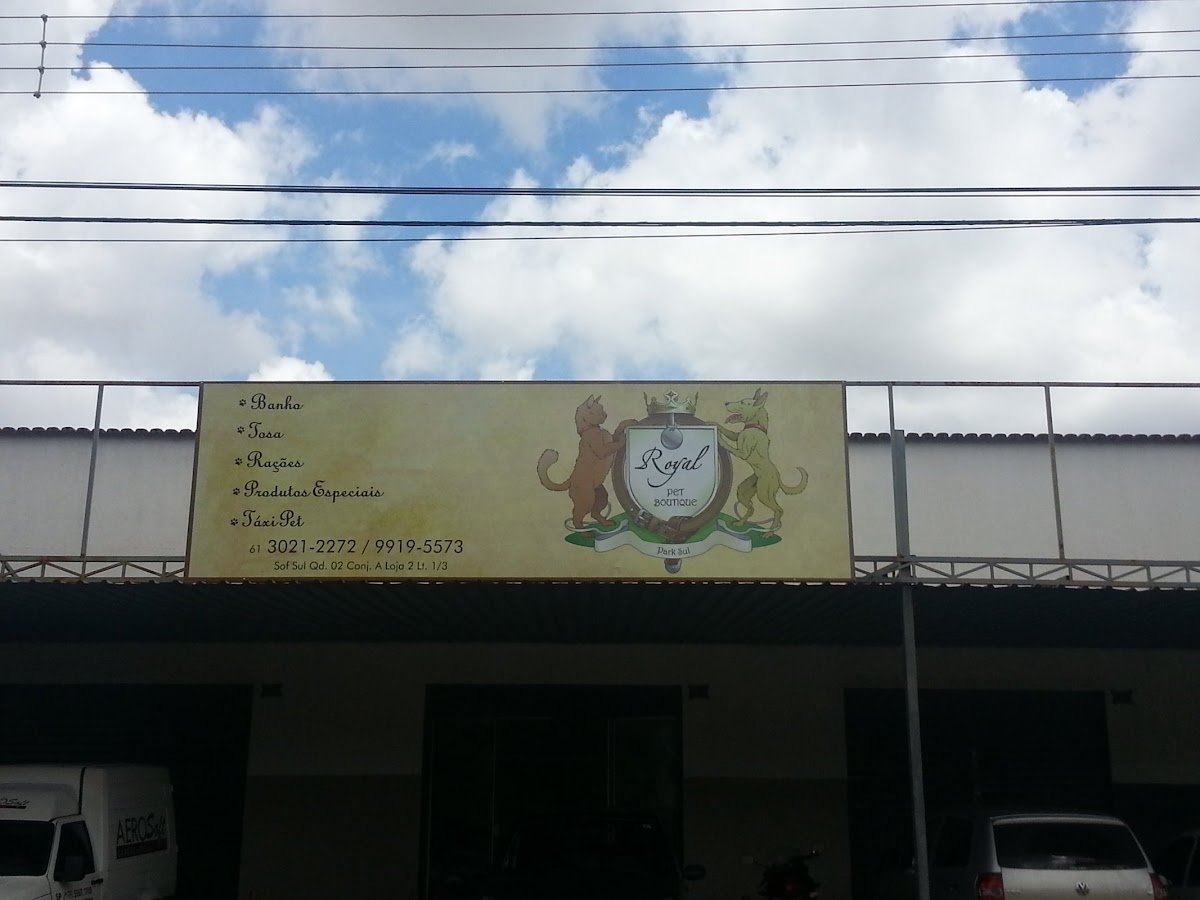 Banho
Tosa
Rações
Produtos Especiais
Táxi Pet
61 3021-2272 / 9919-5573
Sof Sul Qd. 02 Conj. A Loja 2 Lt. 1/3
Royal
PET
BOUTIQUE
Park Sul
AEROSoft